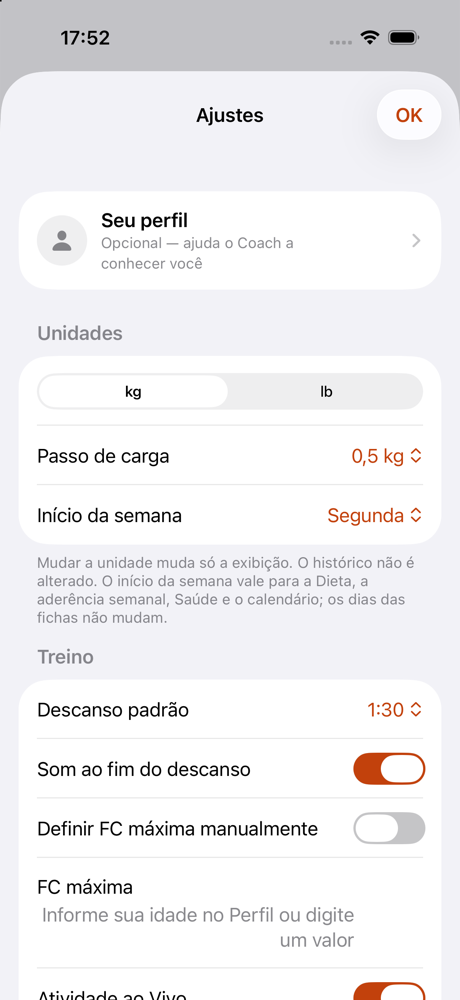 17:52
Ajustes
OK
Seu perfil
Opcional — ajuda o Coach a
conhecer você
Unidades
kg
lb
Passo de carga
0,5 kg
Início da semana
Segunda
Mudar a unidade muda só a exibição. O histórico não é
alterado. O início da semana vale para a Dieta, a
aderência semanal, Saúde e o calendário; os dias das
fichas não mudam.
Treino
Descanso padrão
1:30
Som ao fim do descanso
Definir FC máxima manualmente
FC máxima
Informe sua idade no Perfil ou digite
um valor
Atividade ao Vivo